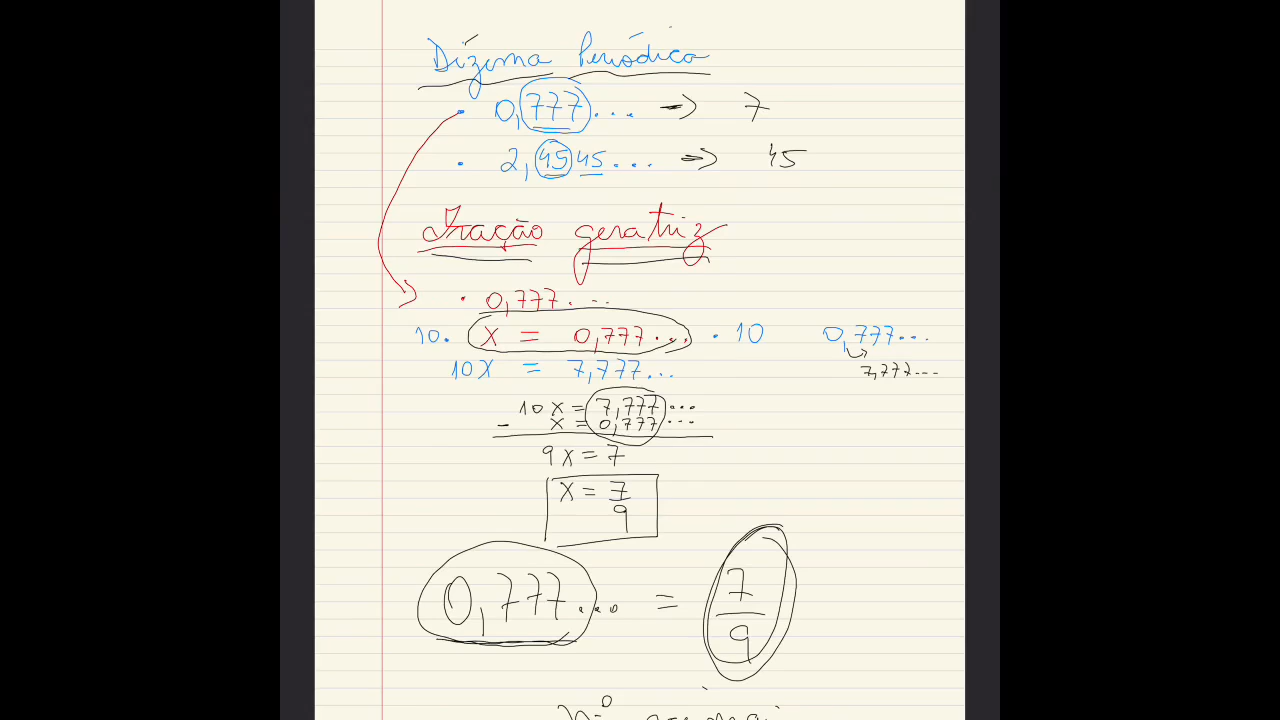 Dízima Periódica
• 0,777... → 7
• 2,4545... → 45
Fração geratriz
• 0,777...
10. x = 0,777... . 10 0,777...
10x = 7,777... 7,777...
10x = 7,777...
- x = 0,777...
9x = 7
x = 7/9
0,777... = 7/9